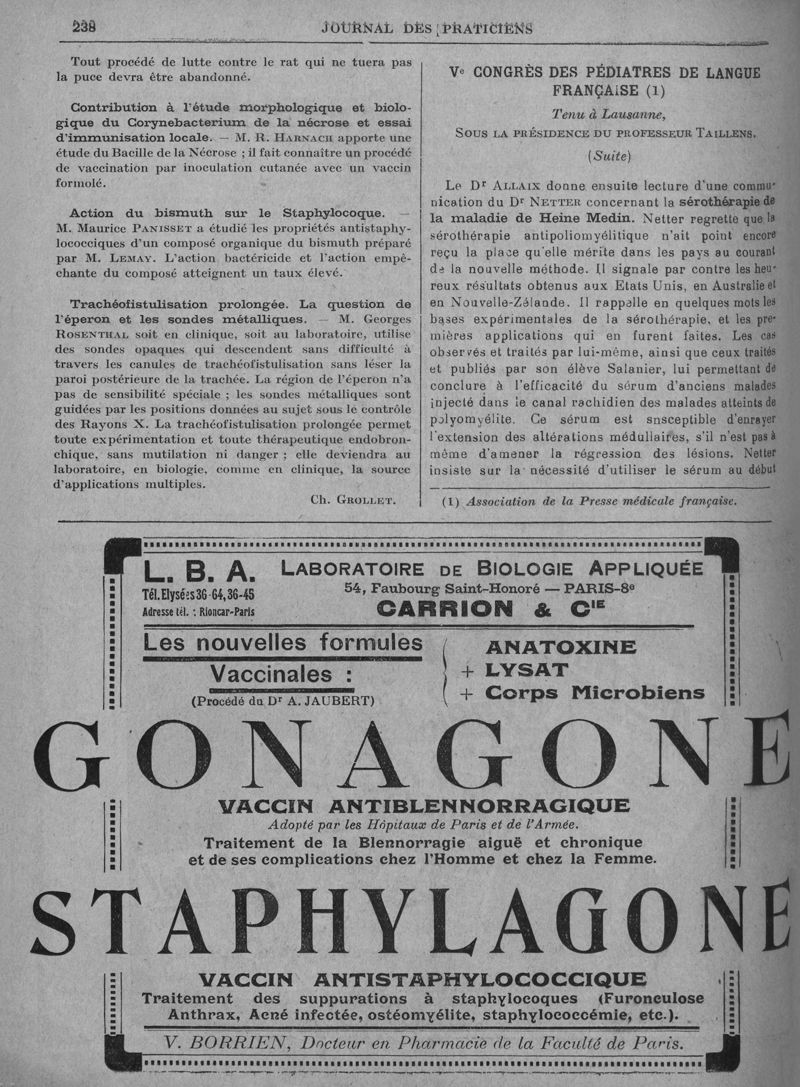 238
JOURNAL DES PRATICIENS
Tout procédé de lutte contre le rat qui ne tuera pas
la puce devra être abandonné.
Contribution à l'étude morphologique et biolo-
gique du Corynebacterium de la nécrose et essai
d'immunisation locale. — M. R. HARNACH apporte une
étude du Bacille de la Nécrose ; il fait connaître un procédé
de vaccination par inoculation cutanée avec un vaccin
formolé.
Action du bismuth sur le Staphylocoque. —
M. Maurice PANISSET a étudié les propriétés antistaphy-
lococciques d'un composé organique du bismuth préparé
par M. LEMAY. L'action bactéricide et l'action empê-
chante du composé atteignent un taux élevé.
Trachéofistulisation prolongée. La question de
l'éperon et les sondes métalliques. — M. Georges
ROSENTHAL soit en clinique, soit au laboratoire, utilise
des sondes opaques qui descendent sans difficulté à
travers les canules de trachéofistulisation sans léser la
paroi postérieure de la trachée. La région de l'éperon n'a
pas de sensibilité spéciale ; les sondes métalliques sont
guidées par les positions données au sujet sous le contrôle
des Rayons X. La trachéofistulisation prolongée permet
toute expérimentation et toute thérapeutique endobron-
chique, sans mutilation ni danger ; elle deviendra au
laboratoire, en biologie, comme en clinique, la source
d'applications multiples.
Ch. GROLLET.
Ve CONGRÈS DES PÉDIATRES DE LANGUE
FRANÇAISE (1)
Tenu à Lausanne,
SOUS LA PRÉSIDENCE DU PROFESSEUR TAILLENS.
(Suite)
Le Dr ALLAIX donne ensuite lecture d'une commu-
nication du Dr NETTER concernant la sérothérapie de
la maladie de Heine Medin. Netter regrette que la
sérothérapie antipoliomyélitique n'ait point encore
reçu la place qu'elle mérite dans les pays au courant
de la nouvelle méthode. Il signale par contre les heu-
reux résultats obtenus aux Etats Unis, en Australie et
en Nouvelle-Zélande. Il rappelle en quelques mots les
bases expérimentales de la sérothérapie, et les pre-
mières applications qui en furent faites. Les cas
observés et traités par lui-même, ainsi que ceux traités
et publiés par son élève Salanier, lui permettant de
conclure à l'efficacité du sérum d'anciens malades
injecté dans le canal rachidien des malades atteints de
polyomyélite. Ce sérum est snsceptible d'enrayer
l'extension des altérations médullaires, s'il n'est pas à
même d'amener la régression des lésions. Netter
insiste sur la nécessité d'utiliser le sérum au début
(1) Association de la Presse médicale française.
L. B. A.
Tél. Elysées 36-64, 36-45
Adresse tél. : Rioncar-Paris
LABORATOIRE DE BIOLOGIE APPLIQUÉE
54, Faubourg Saint-Honoré — PARIS-8e
CARRION & CIE
Les nouvelles formules
Vaccinales :
(Procédé du Dr A. JAUBERT)
ANATOXINE
+ LYSAT
+ Corps Microbiens
GONAGONE
VACCIN ANTIBLENNORRAGIQUE
Adopté par les Hôpitaux de Paris et de l'Armée.
Traitement de la Blennorragie aiguë et chronique
et de ses complications chez l'Homme et chez la Femme.
STAPHYLAGONE
VACCIN ANTISTAPHYLOCOCCIQUE
Traitement des suppurations à staphylocoques (Furonculose
Anthrax, Acné infectée, ostéomyélite, staphylococcémie, etc.).
V. BORRIEN, Docteur en Pharmacie de la Faculté de Paris.